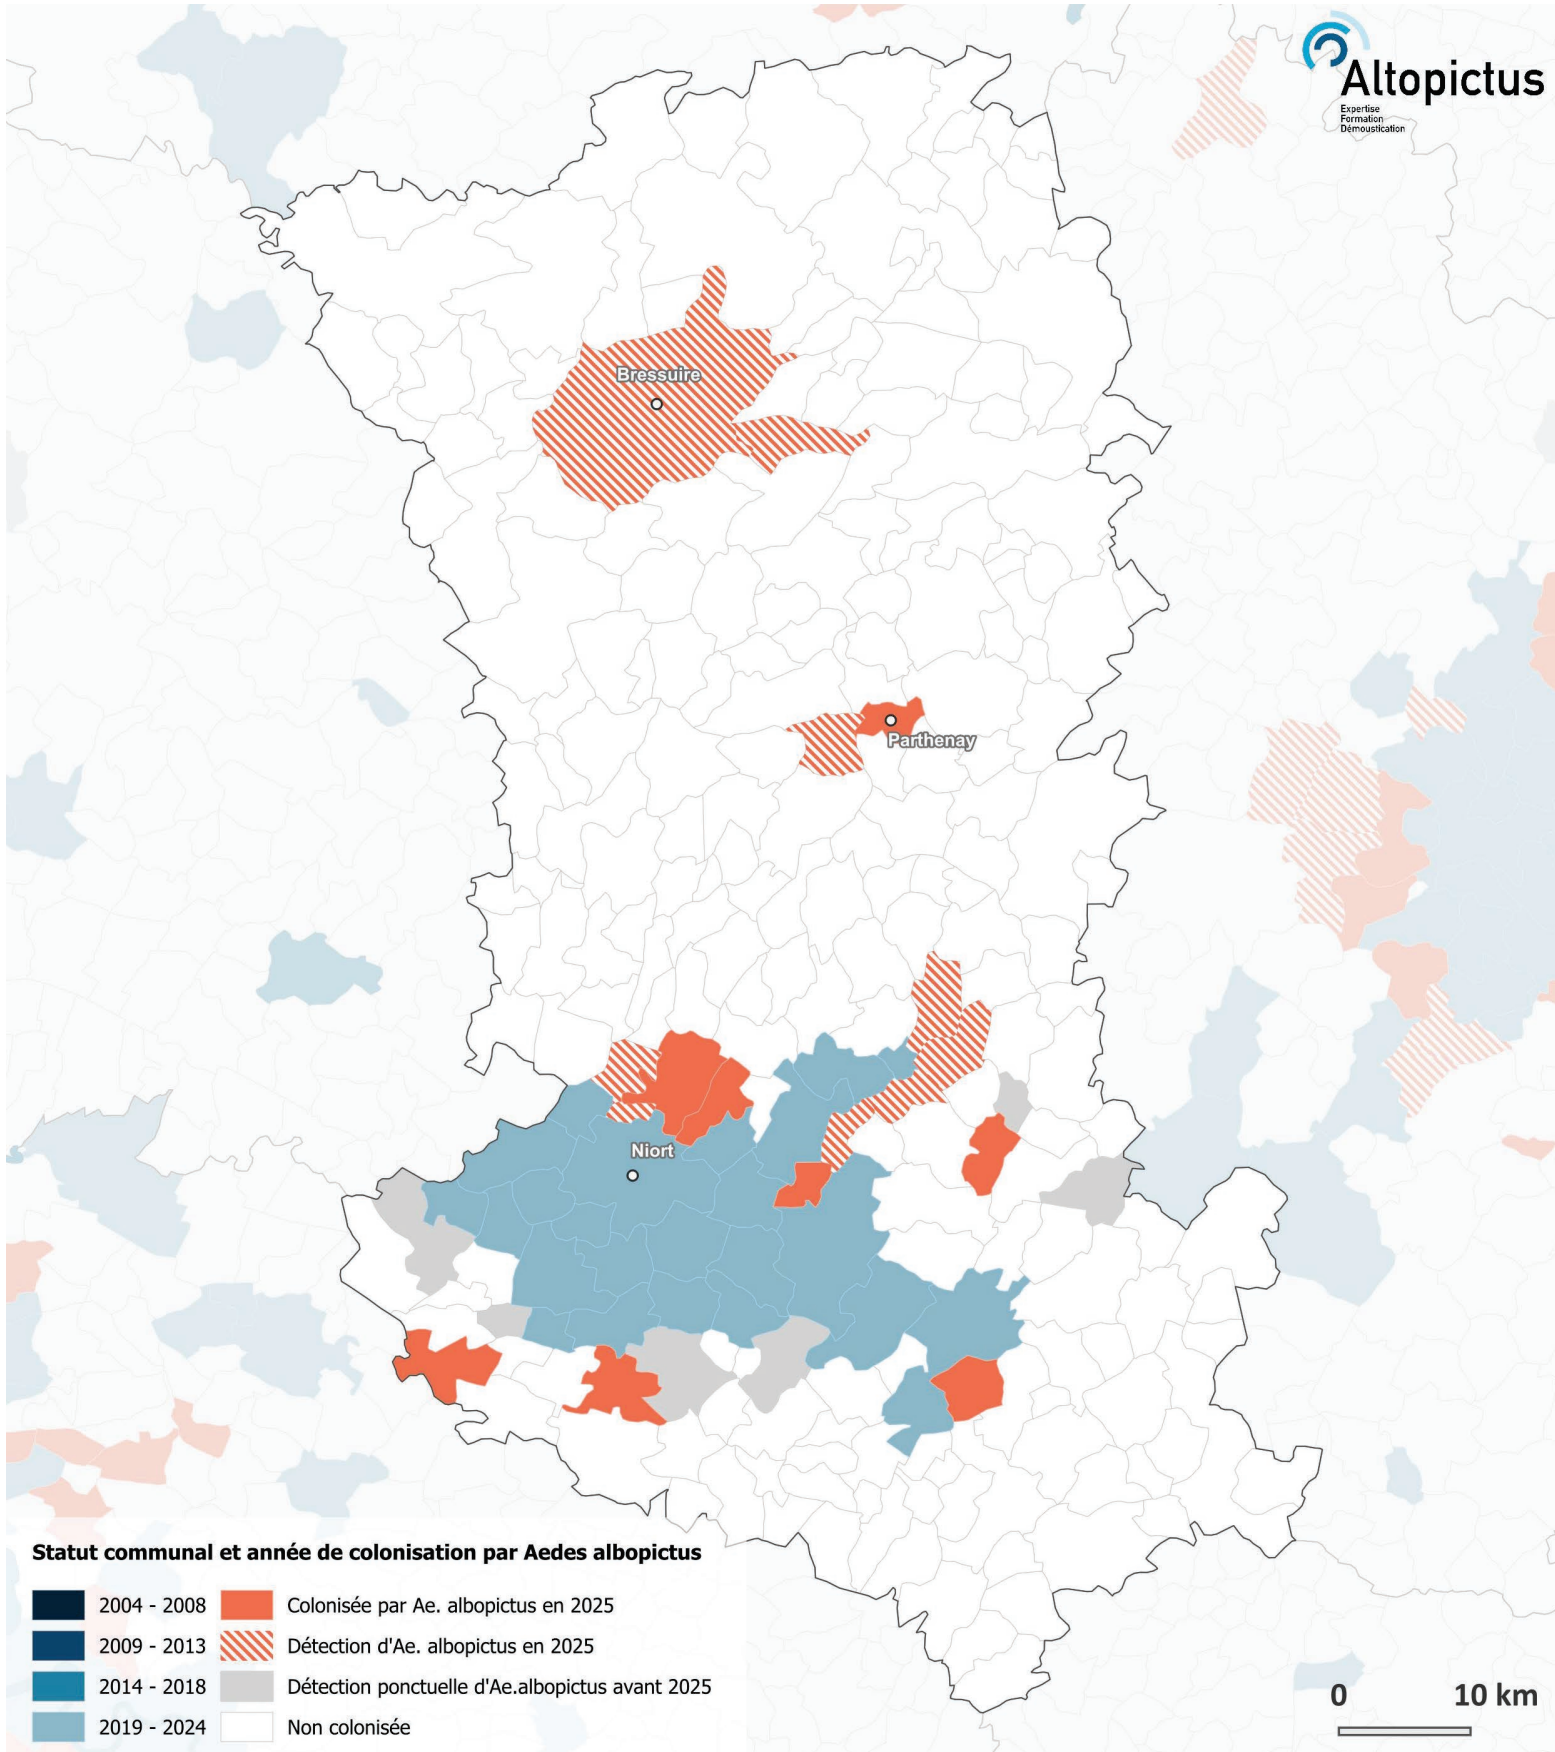 Altopictus
Expertise
Formation
Démoustication
Bressuire
Parthenay
Niort
Statut communal et année de colonisation par Aedes albopictus
2004 - 2008
Colonisée par Ae. albopictus en 2025
2009 - 2013
Détection d'Ae. albopictus en 2025
2014 - 2018
Détection ponctuelle d'Ae.albopictus avant 2025
2019 - 2024
Non colonisée
0 10 km